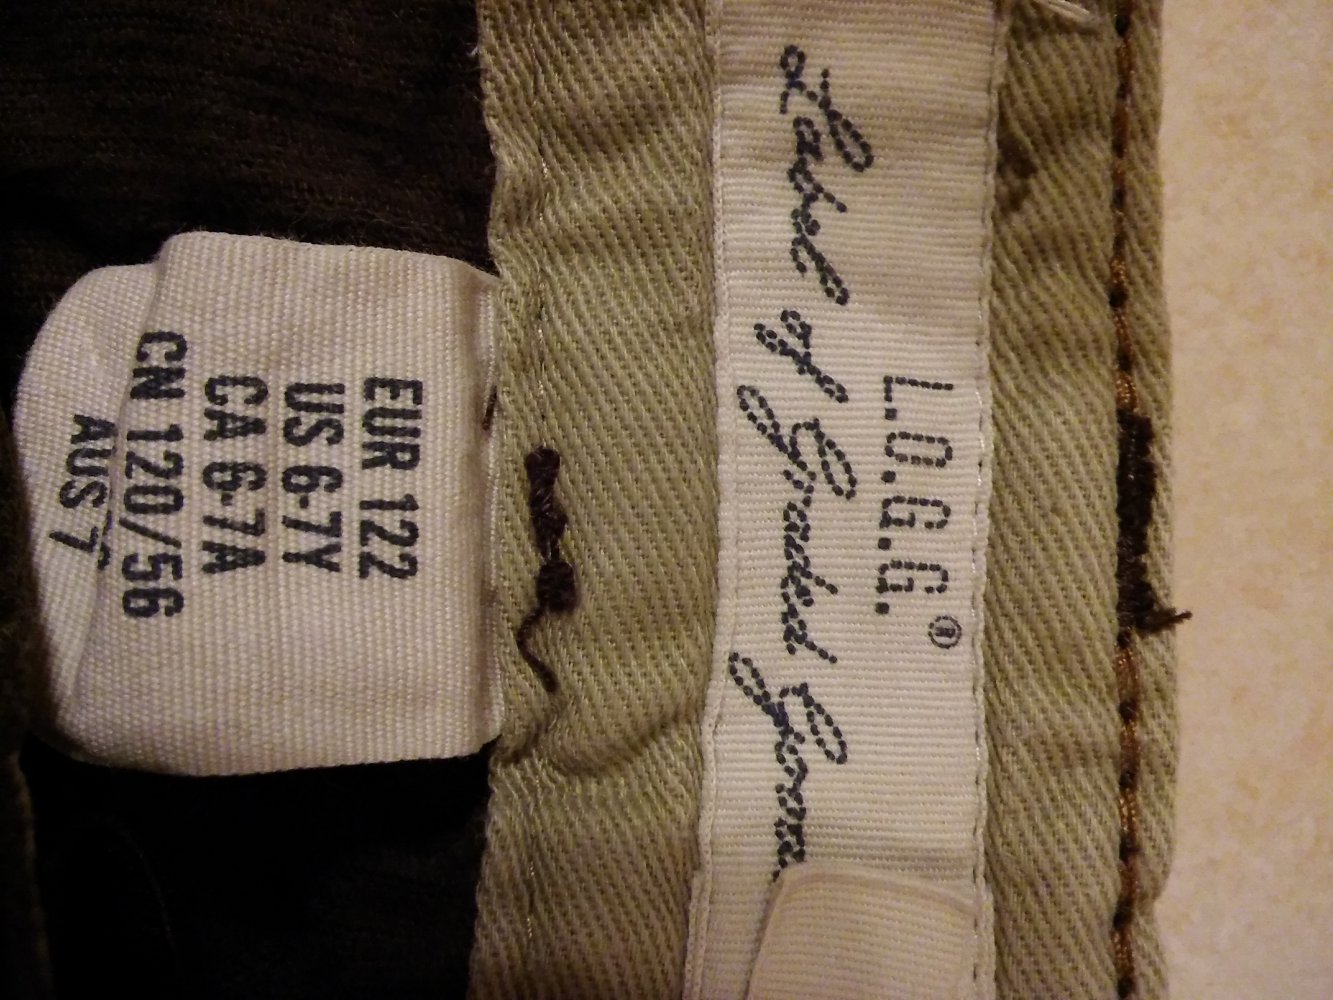 L.O.G.G.®
Label of Graded Goods
EUR 122
US 6-7Y
CA 6-7A
CN 120/56
AUS 7